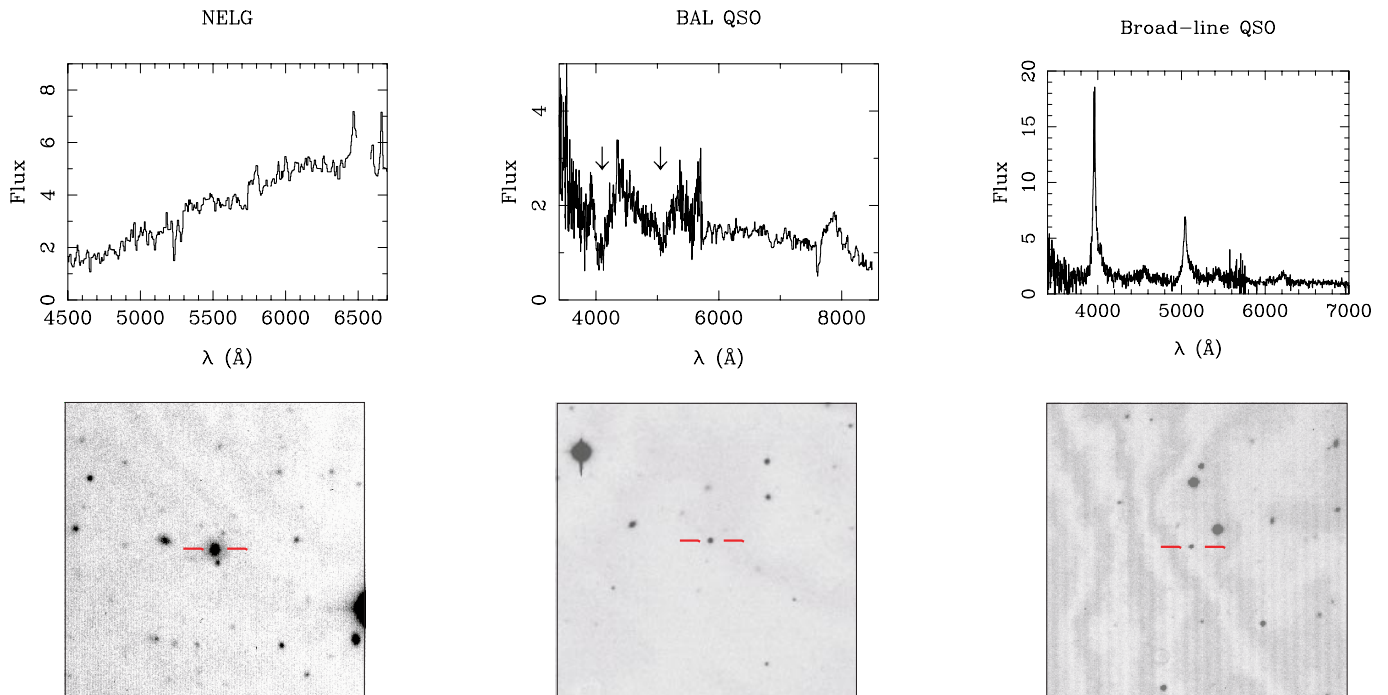 NELG
BAL QSO
Broad-line QSO
8
6
4
2
0
Flux
4500 5000 5500 6000 6500
λ (Å)
4
2
0
Flux
4000 6000 8000
λ (Å)
20
15
10
5
0
Flux
4000 5000 6000 7000
λ (Å)